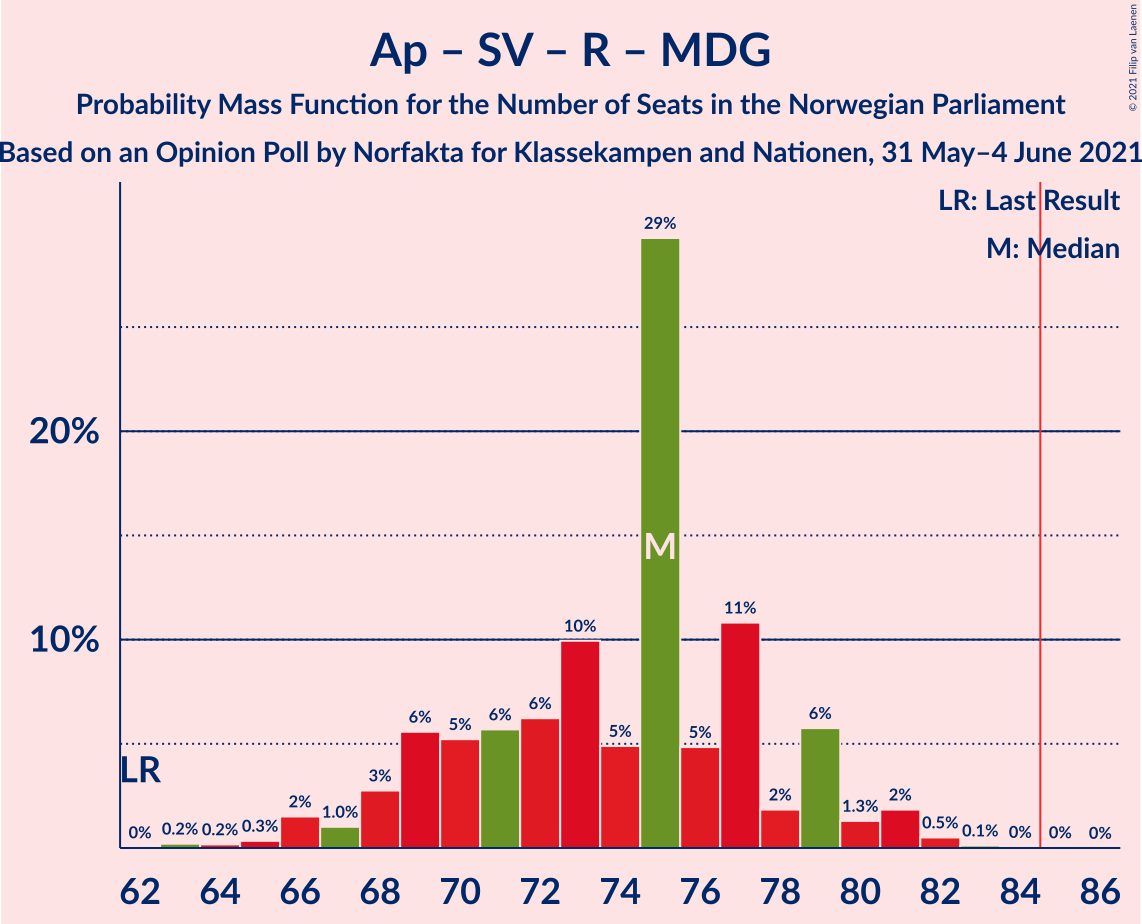 Ap – SV – R – MDG
Probability Mass Function for the Number of Seats in the Norwegian Parliament
Based on an Opinion Poll by Norfakta for Klassekampen and Nationen, 31 May–4 June 2021
© 2021 Filip van Laenen
LR: Last Result
M: Median
20%
10%
LR
M
0% 0.2% 0.2% 0.3% 2% 1.0% 3% 6% 5% 6% 6% 10% 5% 29% 5% 11% 2% 6% 1.3% 2% 0.5% 0.1% 0% 0% 0%
62 64 66 68 70 72 74 76 78 80 82 84 86